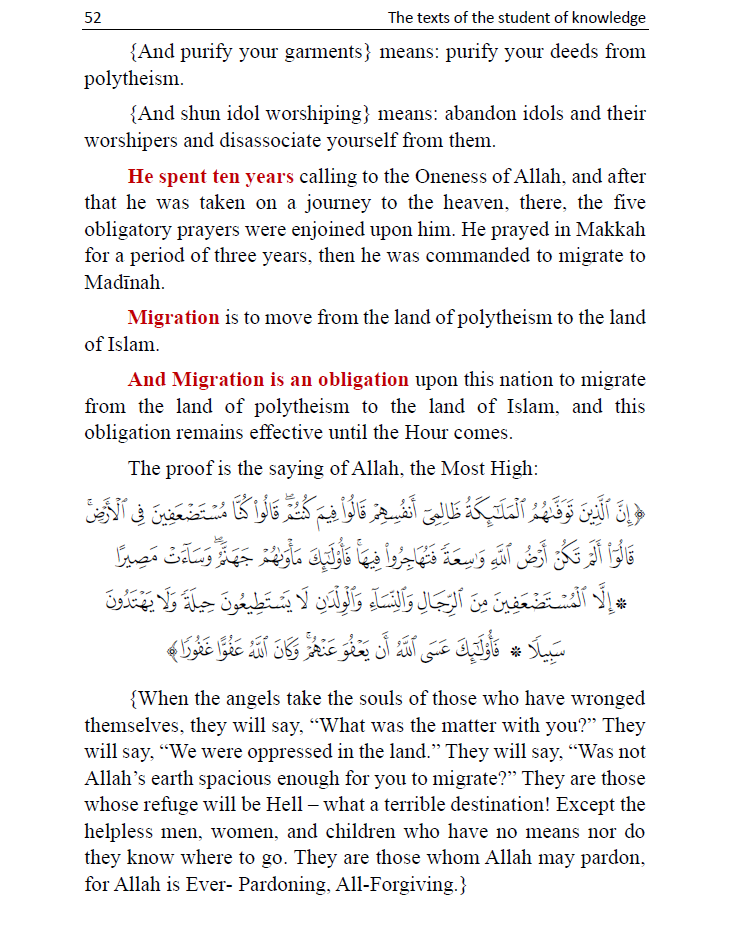 52 The texts of the student of knowledge
{And purify your garments} means: purify your deeds from
polytheism.
{And shun idol worshiping} means: abandon idols and their
worshipers and disassociate yourself from them.
He spent ten years calling to the Oneness of Allah, and after
that he was taken on a journey to the heaven, there, the five
obligatory prayers were enjoined upon him. He prayed in Makkah
for a period of three years, then he was commanded to migrate to
Madīnah.
Migration is to move from the land of polytheism to the land
of Islam.
And Migration is an obligation upon this nation to migrate
from the land of polytheism to the land of Islam, and this
obligation remains effective until the Hour comes.
The proof is the saying of Allah, the Most High:
﴿إِنَّ ٱلَّذِينَ تَوَفَّىٰهُمُ ٱلۡمَلَٰٓئِكَةُ ظَالِمِيٓ أَنفُسِهِمۡ قَالُواْ فِيمَ كُنتُمۡۖ قَالُواْ كُنَّا مُسۡتَضۡعَفِينَ فِي ٱلۡأَرۡضِۚ
قَالُوٓاْ أَلَمۡ تَكُنۡ أَرۡضُ ٱللَّهِ وَٰسِعَةٗ فَتُهَاجِرُواْ فِيهَاۚ فَأُوْلَٰٓئِكَ مَأۡوَىٰهُمۡ جَهَنَّمُۖ وَسَآءَتۡ مَصِيرًا
* إِلَّا ٱلۡمُسۡتَضۡعَفِينَ مِنَ ٱلرِّجَالِ وَٱلنِّسَآءِ وَٱلۡوِلۡدَٰنِ لَا يَسۡتَطِيعُونَ حِيلَةٗ وَلَا يَهۡتَدُونَ
سَبِيلٗا * فَأُوْلَٰٓئِكَ عَسَى ٱللَّهُ أَن يَعۡفُوَ عَنۡهُمۡۚ وَكَانَ ٱللَّهُ عَفُوًّا غَفُورٗا﴾
{When the angels take the souls of those who have wronged
themselves, they will say, “What was the matter with you?” They
will say, “We were oppressed in the land.” They will say, “Was not
Allah’s earth spacious enough for you to migrate?” They are those
whose refuge will be Hell – what a terrible destination! Except the
helpless men, women, and children who have no means nor do
they know where to go. They are those whom Allah may pardon,
for Allah is Ever- Pardoning, All-Forgiving.}